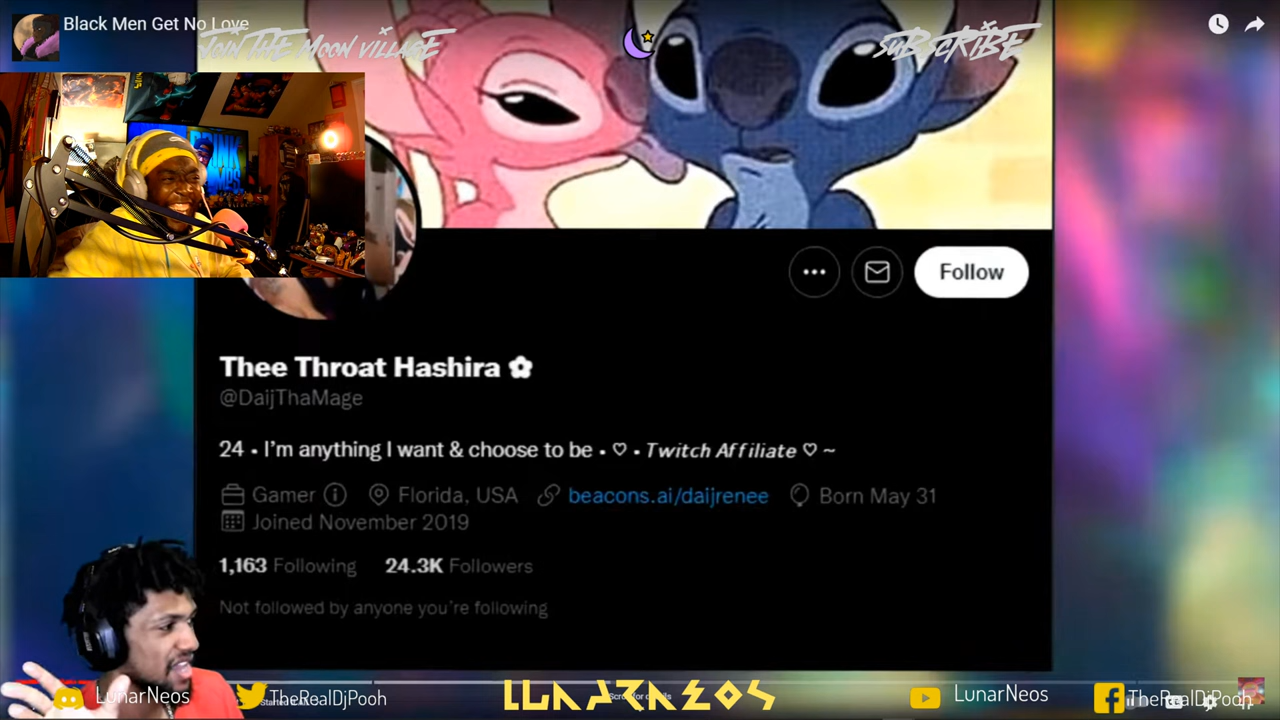 Black Men Get No Love
JOIN THE MOON VILLAGE
SUBSCRIBE
Follow
Thee Throat Hashira
@DaijThaMage
24 • I'm anything I want & choose to be • ♡ • Twitch Affiliate ♡ ~
Gamer Florida, USA beacons.ai/daijrenee Born May 31
Joined November 2019
1,163 Following 24.3K Followers
Not followed by anyone you're following
LunarNeos TheRealDjPooh LUNARNEOS LunarNeos TheRealDjPooh